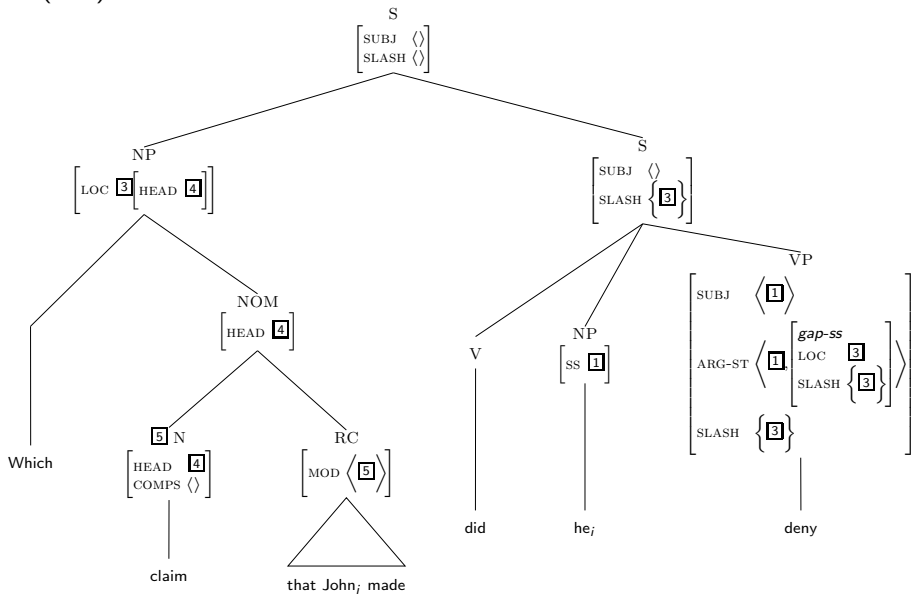 S
SUBJ ⟨⟩
SLASH ⟨⟩
NP
LOC 3 HEAD 4
S
SUBJ ⟨⟩
SLASH {3}
NOM
HEAD 4
V
NP
SS 1
VP
SUBJ ⟨1⟩
ARG-ST ⟨1, gap-ss
LOC 3
SLASH {3}⟩
SLASH {3}
5 N
HEAD 4
COMPS ⟨⟩
RC
MOD ⟨5⟩
Which
claim
that Johnᵢ made
did
heᵢ
deny